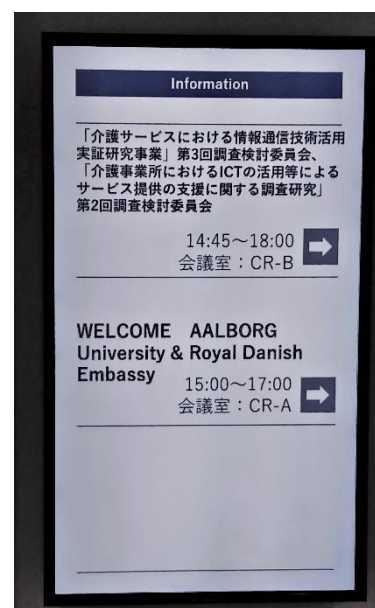 Information
「介護サービスにおける情報通信技術活用
実証研究事業」第3回調査検討委員会、
「介護事業所におけるICTの活用等による
サービス提供の支援に関する調査研究」
第2回調査検討委員会
14:45～18:00
会議室：CR-B
WELCOME　AALBORG
University & Royal Danish
Embassy
15:00～17:00
会議室：CR-A